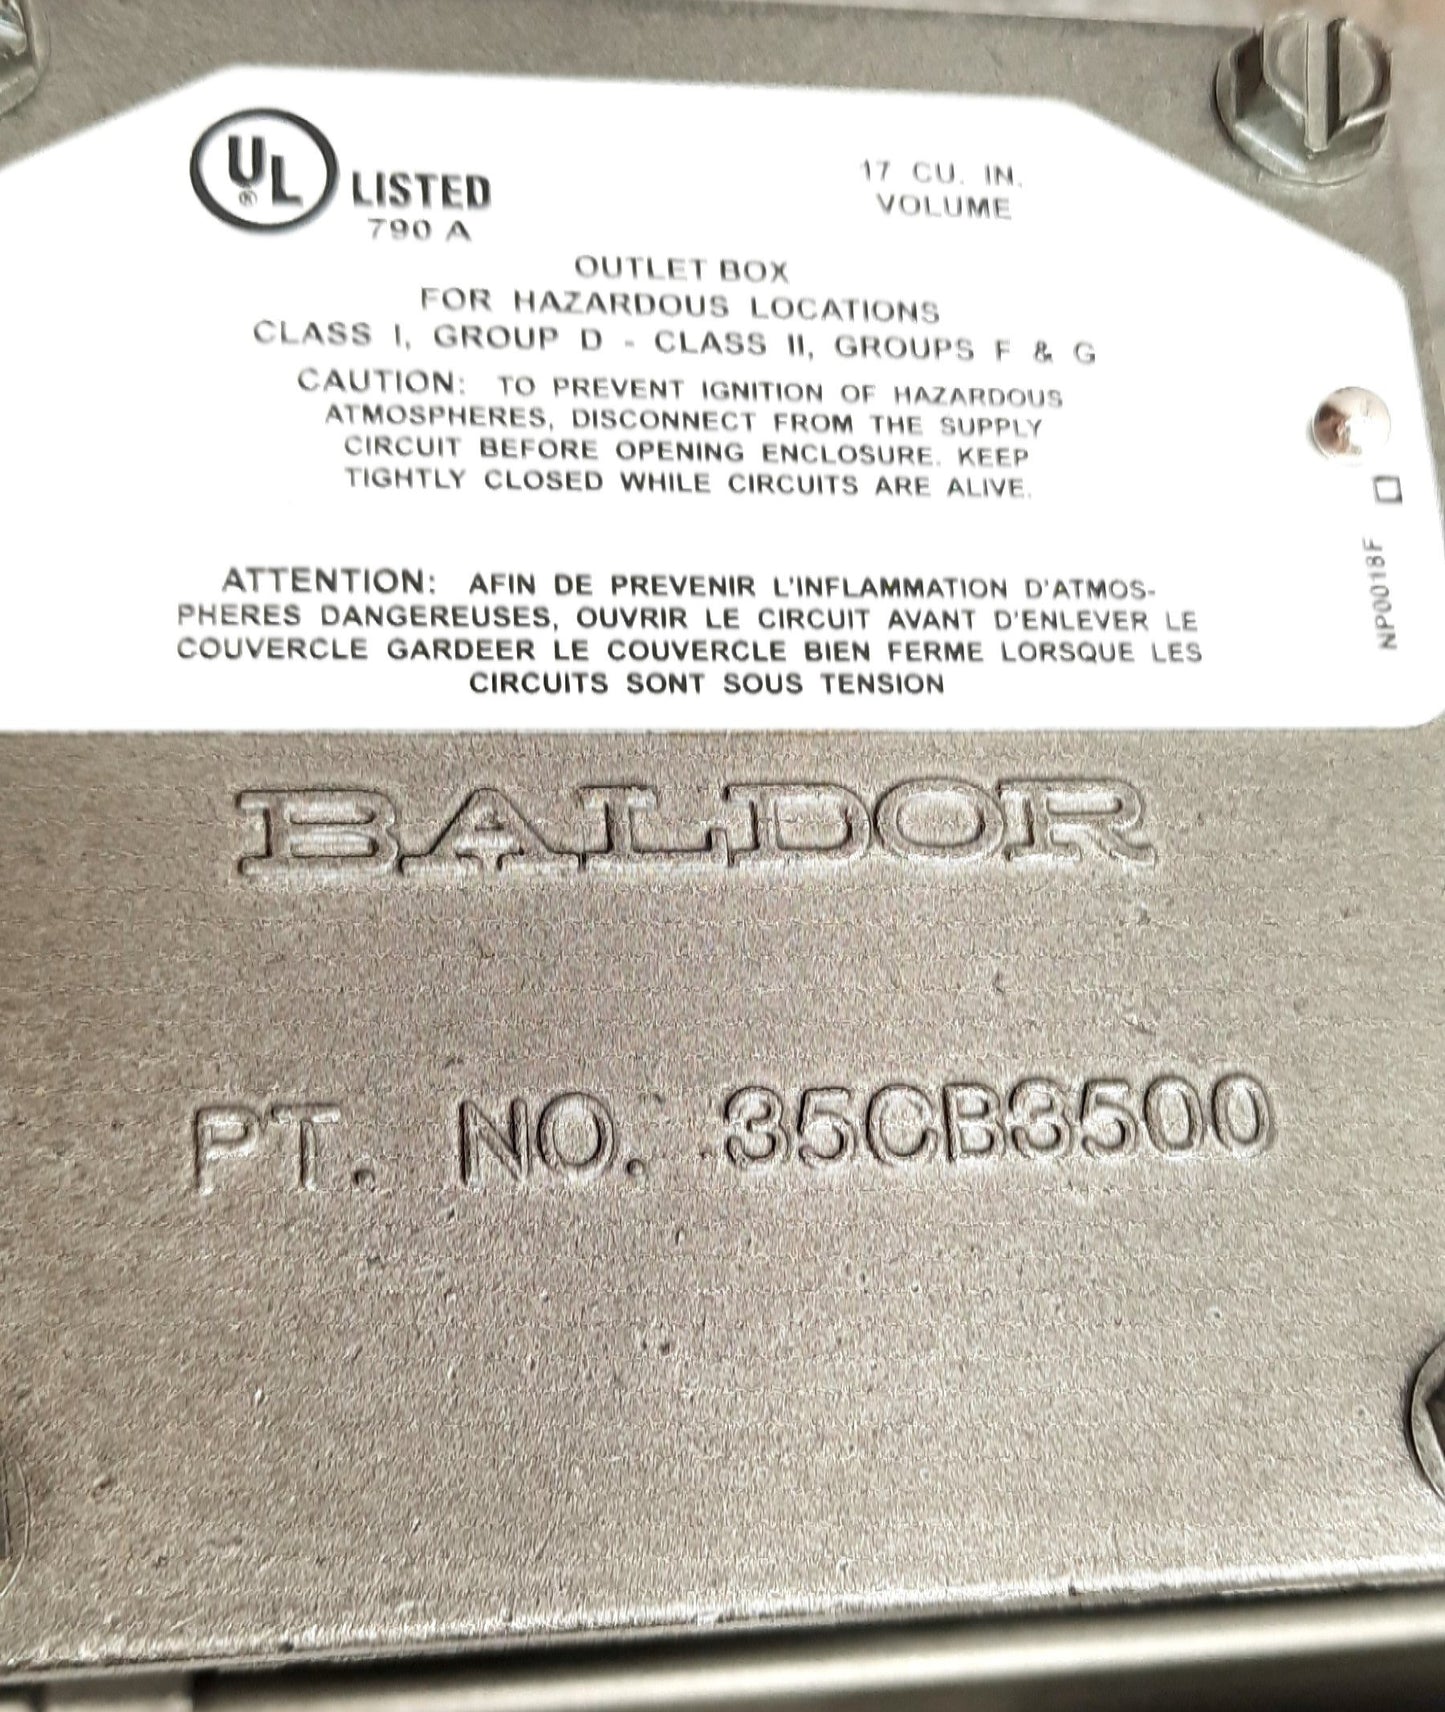 UL® LISTED
790 A
17 CU. IN.
VOLUME
OUTLET BOX
FOR HAZARDOUS LOCATIONS
CLASS I, GROUP D - CLASS II, GROUPS F & G
CAUTION: TO PREVENT IGNITION OF HAZARDOUS
ATMOSPHERES, DISCONNECT FROM THE SUPPLY
CIRCUIT BEFORE OPENING ENCLOSURE. KEEP
TIGHTLY CLOSED WHILE CIRCUITS ARE ALIVE.
ATTENTION: AFIN DE PREVENIR L'INFLAMMATION D'ATMOS-
PHERES DANGEREUSES, OUVRIR LE CIRCUIT AVANT D'ENLEVER LE
COUVERCLE GARDEER LE COUVERCLE BIEN FERME LORSQUE LES
CIRCUITS SONT SOUS TENSION
NP0018F
BALDOR
PT. NO. 35CB3500